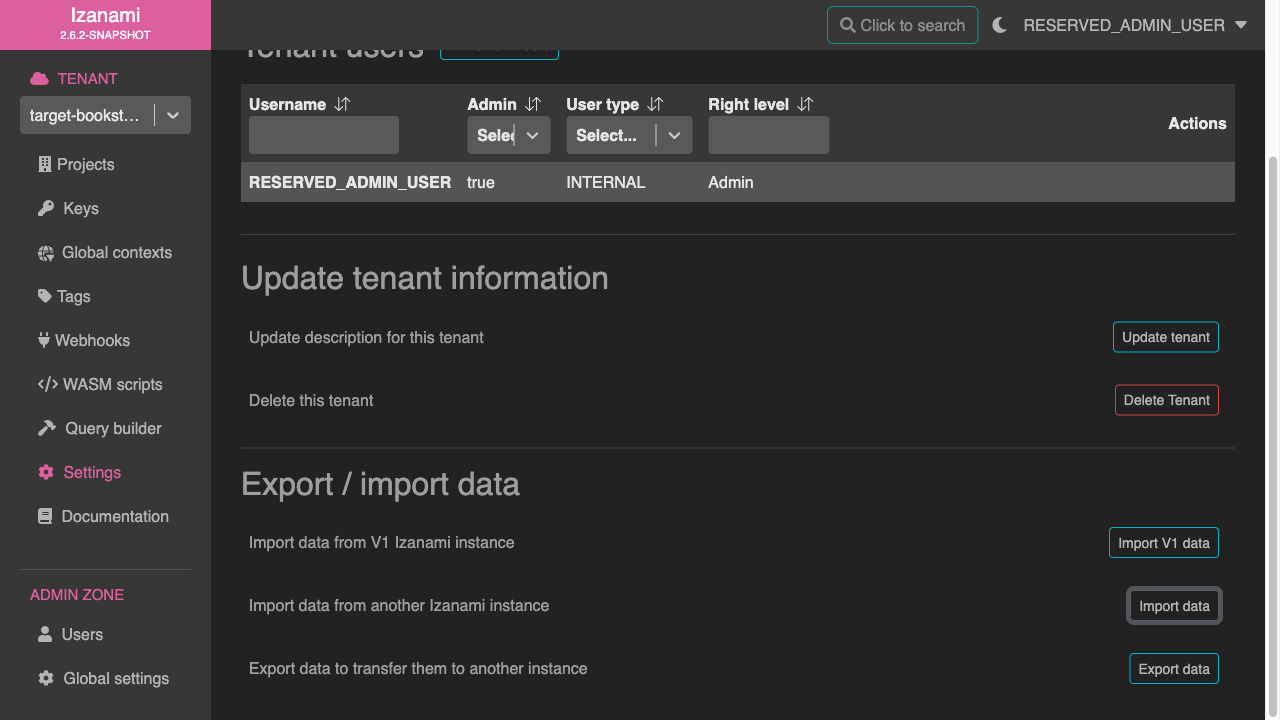 Izanami
2.6.2-SNAPSHOT
Click to search
RESERVED_ADMIN_USER
TENANT
target-bookst...
Projects
Keys
Global contexts
Tags
Webhooks
WASM scripts
Query builder
Settings
Documentation
ADMIN ZONE
Users
Global settings
Tenant users
Username
Admin
User type
Right level
Actions
Selec
Select...
RESERVED_ADMIN_USER true INTERNAL Admin
Update tenant information
Update description for this tenant
Update tenant
Delete this tenant
Delete Tenant
Export / import data
Import data from V1 Izanami instance
Import V1 data
Import data from another Izanami instance
Import data
Export data to transfer them to another instance
Export data